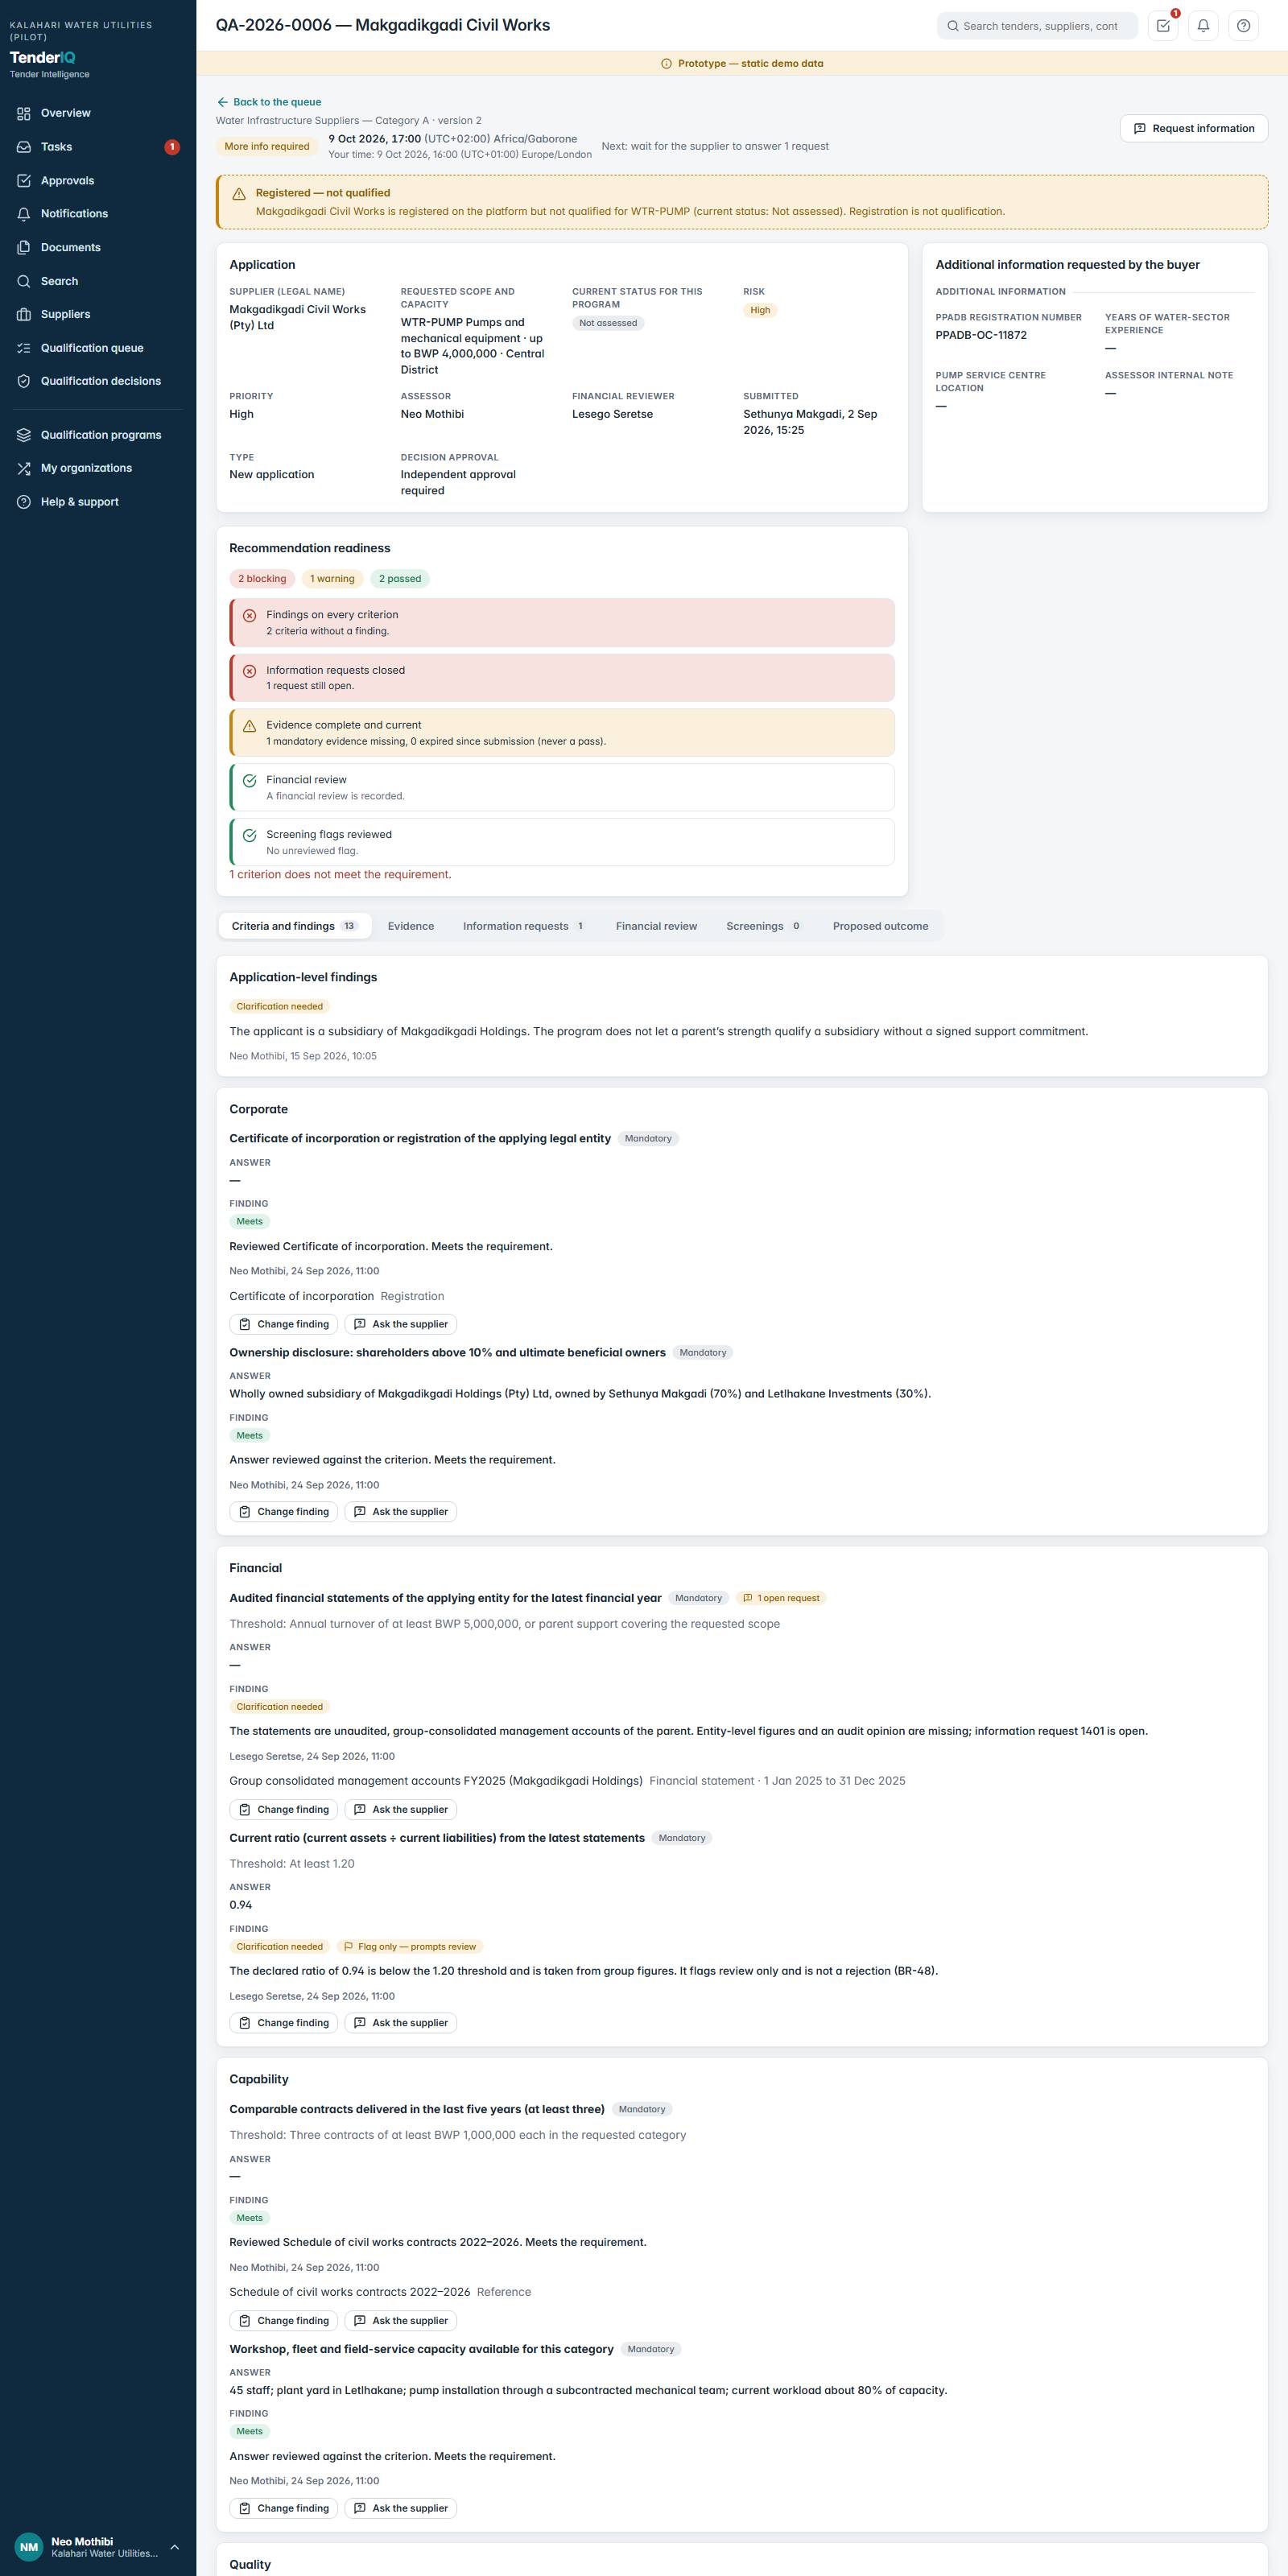 KALAHARI WATER UTILITIES
(PILOT)
TenderIQ
Tender Intelligence
Overview
Tasks 1
Approvals
Notifications
Documents
Search
Suppliers
Qualification queue
Qualification decisions
Qualification programs
My organizations
Help & support
NM
Neo Mothibi
Kalahari Water Utilities...
QA-2026-0006 — Makgadikgadi Civil Works
Search tenders, suppliers, cont
1
Prototype — static demo data
Back to the queue
Water Infrastructure Suppliers — Category A · version 2
More info required
9 Oct 2026, 17:00 (UTC+02:00) Africa/Gaborone
Your time: 9 Oct 2026, 16:00 (UTC+01:00) Europe/London
Next: wait for the supplier to answer 1 request
Request information
Registered — not qualified
Makgadikgadi Civil Works is registered on the platform but not qualified for WTR-PUMP (current status: Not assessed). Registration is not qualification.
Application
SUPPLIER (LEGAL NAME)
Makgadikgadi Civil Works
(Pty) Ltd
REQUESTED SCOPE AND
CAPACITY
WTR-PUMP Pumps and
mechanical equipment · up
to BWP 4,000,000 · Central
District
CURRENT STATUS FOR THIS
PROGRAM
Not assessed
RISK
High
PRIORITY
High
ASSESSOR
Neo Mothibi
FINANCIAL REVIEWER
Lesego Seretse
SUBMITTED
Sethunya Makgadi, 2 Sep
2026, 15:25
TYPE
New application
DECISION APPROVAL
Independent approval
required
Additional information requested by the buyer
ADDITIONAL INFORMATION
PPADB REGISTRATION NUMBER
PPADB-OC-11872
YEARS OF WATER-SECTOR
EXPERIENCE
—
PUMP SERVICE CENTRE
LOCATION
—
ASSESSOR INTERNAL NOTE
—
Recommendation readiness
2 blocking
1 warning
2 passed
Findings on every criterion
2 criteria without a finding.
Information requests closed
1 request still open.
Evidence complete and current
1 mandatory evidence missing, 0 expired since submission (never a pass).
Financial review
A financial review is recorded.
Screening flags reviewed
No unreviewed flag.
1 criterion does not meet the requirement.
Criteria and findings 13
Evidence
Information requests 1
Financial review
Screenings 0
Proposed outcome
Application-level findings
Clarification needed
The applicant is a subsidiary of Makgadikgadi Holdings. The program does not let a parent's strength qualify a subsidiary without a signed support commitment.
Neo Mothibi, 15 Sep 2026, 10:05
Corporate
Certificate of incorporation or registration of the applying legal entity Mandatory
ANSWER
—
FINDING
Meets
Reviewed Certificate of incorporation. Meets the requirement.
Neo Mothibi, 24 Sep 2026, 11:00
Certificate of incorporation Registration
Change finding Ask the supplier
Ownership disclosure: shareholders above 10% and ultimate beneficial owners Mandatory
ANSWER
Wholly owned subsidiary of Makgadikgadi Holdings (Pty) Ltd, owned by Sethunya Makgadi (70%) and Letlhakane Investments (30%).
FINDING
Meets
Answer reviewed against the criterion. Meets the requirement.
Neo Mothibi, 24 Sep 2026, 11:00
Change finding Ask the supplier
Financial
Audited financial statements of the applying entity for the latest financial year Mandatory 1 open request
Threshold: Annual turnover of at least BWP 5,000,000, or parent support covering the requested scope
ANSWER
—
FINDING
Clarification needed
The statements are unaudited, group-consolidated management accounts of the parent. Entity-level figures and an audit opinion are missing; information request 1401 is open.
Lesego Seretse, 24 Sep 2026, 11:00
Group consolidated management accounts FY2025 (Makgadikgadi Holdings) Financial statement · 1 Jan 2025 to 31 Dec 2025
Change finding Ask the supplier
Current ratio (current assets ÷ current liabilities) from the latest statements Mandatory
Threshold: At least 1.20
ANSWER
0.94
FINDING
Clarification needed Flag only — prompts review
The declared ratio of 0.94 is below the 1.20 threshold and is taken from group figures. It flags review only and is not a rejection (BR-48).
Lesego Seretse, 24 Sep 2026, 11:00
Change finding Ask the supplier
Capability
Comparable contracts delivered in the last five years (at least three) Mandatory
Threshold: Three contracts of at least BWP 1,000,000 each in the requested category
ANSWER
—
FINDING
Meets
Reviewed Schedule of civil works contracts 2022–2026. Meets the requirement.
Neo Mothibi, 24 Sep 2026, 11:00
Schedule of civil works contracts 2022–2026 Reference
Change finding Ask the supplier
Workshop, fleet and field-service capacity available for this category Mandatory
ANSWER
45 staff; plant yard in Letlhakane; pump installation through a subcontracted mechanical team; current workload about 80% of capacity.
FINDING
Meets
Answer reviewed against the criterion. Meets the requirement.
Neo Mothibi, 24 Sep 2026, 11:00
Change finding Ask the supplier
Quality